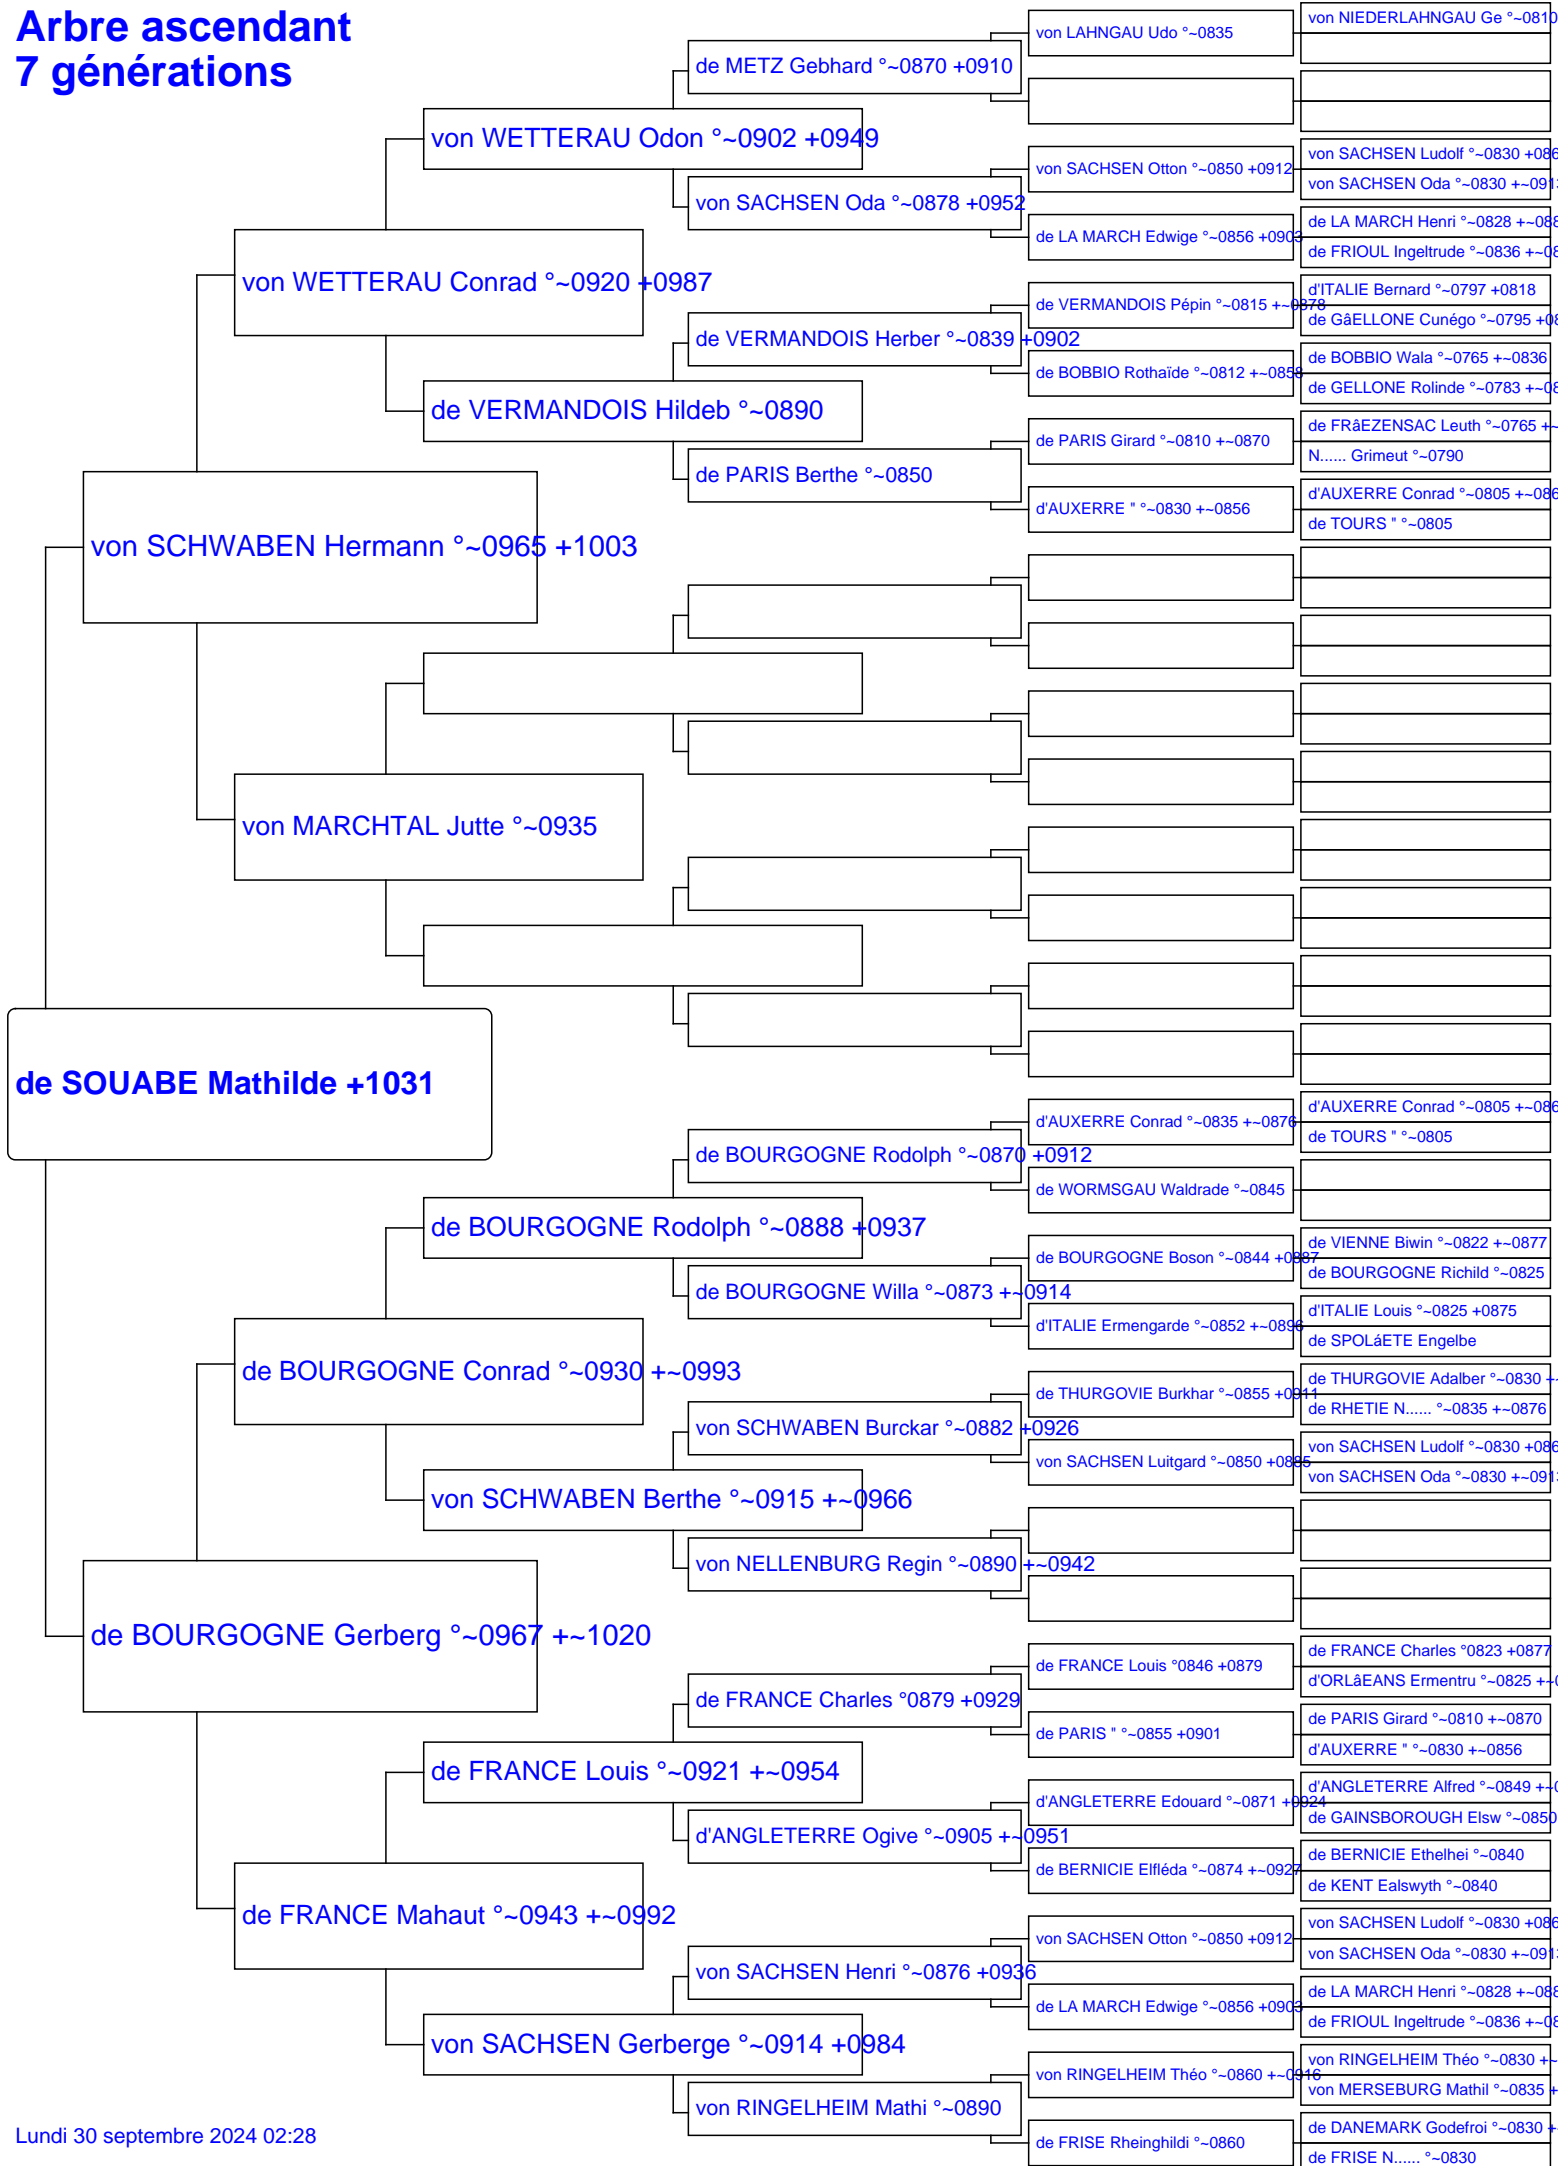 Arbre ascendant
7 générations
de SOUABE Mathilde +1031
von SCHWABEN Hermann °~0965 +1003
de BOURGOGNE Gerberg °~0967 +~1020
von WETTERAU Conrad °~0920 +0987
von MARCHTAL Jutte °~0935
de BOURGOGNE Conrad °~0930 +~0993
de FRANCE Mahaut °~0943 +~0992
von WETTERAU Odon °~0902 +0949
de VERMANDOIS Hildeb °~0890
de BOURGOGNE Rodolph °~0888 +0937
von SCHWABEN Berthe °~0915 +~0966
de FRANCE Louis °~0921 +~0954
von SACHSEN Gerberge °~0914 +0984
de METZ Gebhard °~0870 +0910
von SACHSEN Oda °~0878 +0952
de VERMANDOIS Herber °~0839 +0902
de PARIS Berthe °~0850
de BOURGOGNE Rodolph °~0870 +0912
de BOURGOGNE Willa °~0873 +~0914
von SCHWABEN Burckar °~0882 +0926
von NELLENBURG Regin °~0890 +~0942
de FRANCE Charles °0879 +0929
d'ANGLETERRE Ogive °~0905 +~0951
von SACHSEN Henri °~0876 +0936
von RINGELHEIM Mathi °~0890
von LAHNGAU Udo °~0835
von SACHSEN Otton °~0850 +0912
de LA MARCH Edwige °~0856 +0903
de VERMANDOIS Pépin °~0815 +~0878
de BOBBIO Rothaïde °~0812 +~0858
de PARIS Girard °~0810 +~0870
d'AUXERRE " °~0830 +~0856
d'AUXERRE Conrad °~0835 +~0876
de WORMSGAU Waldrade °~0845
de BOURGOGNE Boson °~0844 +0887
d'ITALIE Ermengarde °~0852 +~0896
de THURGOVIE Burkhar °~0855 +0911
von SACHSEN Luitgard °~0850 +0885
de FRANCE Louis °0846 +0879
de PARIS " °~0855 +0901
d'ANGLETERRE Edouard °~0871 +0924
de BERNICIE Elfléda °~0874 +~0927
von SACHSEN Otton °~0850 +0912
de LA MARCH Edwige °~0856 +0903
von RINGELHEIM Théo °~0860 +~0916
de FRISE Rheinghildi °~0860
von NIEDERLAHNGAU Ge °~0810
von SACHSEN Ludolf °~0830 +086
von SACHSEN Oda °~0830 +~0913
de LA MARCH Henri °~0828 +~088
de FRIOUL Ingeltrude °~0836 +~08
d'ITALIE Bernard °~0797 +0818
de GâELLONE Cunégo °~0795 +08
de BOBBIO Wala °~0765 +~0836
de GELLONE Rolinde °~0783 +~08
de FRâEZENSAC Leuth °~0765 +~
N...... Grimeut °~0790
d'AUXERRE Conrad °~0805 +~086
de TOURS " °~0805
d'AUXERRE Conrad °~0805 +~086
de TOURS " °~0805
de VIENNE Biwin °~0822 +~0877
de BOURGOGNE Richild °~0825
d'ITALIE Louis °~0825 +0875
de SPOLáETE Engelbe
de THURGOVIE Adalber °~0830 +~
de RHETIE N...... °~0835 +~0876
von SACHSEN Ludolf °~0830 +086
von SACHSEN Oda °~0830 +~0913
de FRANCE Charles °0823 +0877
d'ORLâEANS Ermentru °~0825 +~0
de PARIS Girard °~0810 +~0870
d'AUXERRE " °~0830 +~0856
d'ANGLETERRE Alfred °~0849 +~0
de GAINSBOROUGH Elsw °~0850
de BERNICIE Ethelhei °~0840
de KENT Ealswyth °~0840
von SACHSEN Ludolf °~0830 +086
von SACHSEN Oda °~0830 +~0913
de LA MARCH Henri °~0828 +~088
de FRIOUL Ingeltrude °~0836 +~08
von RINGELHEIM Théo °~0830 +~
von MERSEBURG Mathil °~0835 +
de DANEMARK Godefroi °~0830 +
de FRISE N...... °~0830
Lundi 30 septembre 2024 02:28